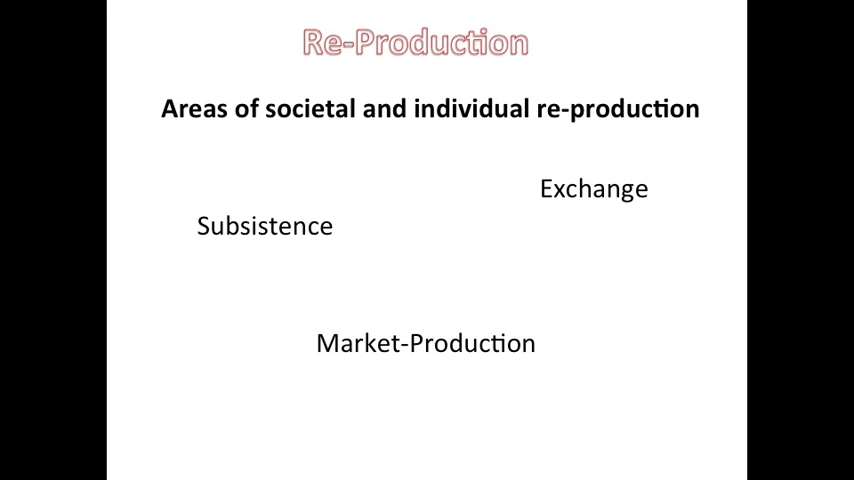 Re-Production
Areas of societal and individual re-production
Exchange
Subsistence
Market-Production